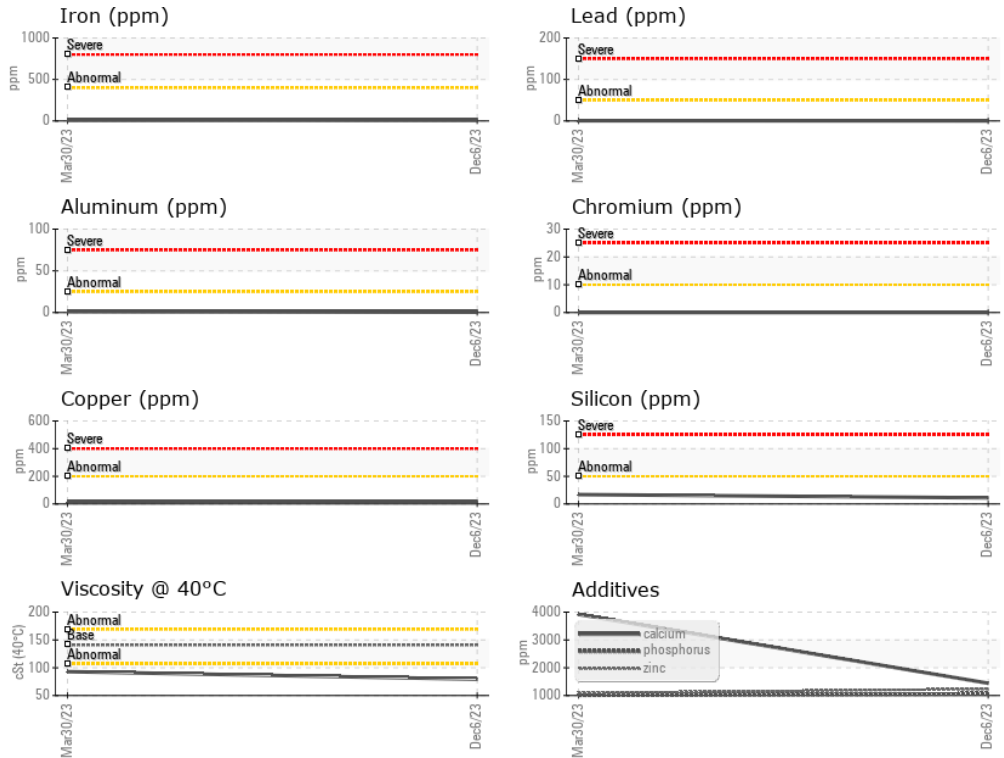 Iron (ppm)
1000
500
0
ppm
Severe
Abnormal
Mar30/23
Dec6/23
Lead (ppm)
200
100
0
ppm
Severe
Abnormal
Mar30/23
Dec6/23
Aluminum (ppm)
100
50
0
ppm
Severe
Abnormal
Mar30/23
Dec6/23
Chromium (ppm)
30
20
10
0
ppm
Severe
Abnormal
Mar30/23
Dec6/23
Copper (ppm)
600
400
200
0
ppm
Severe
Abnormal
Mar30/23
Dec6/23
Silicon (ppm)
150
100
50
0
ppm
Severe
Abnormal
Mar30/23
Dec6/23
Viscosity @ 40°C
200
150
100
50
cSt (40°C)
Abnormal
Base
Abnormal
Mar30/23
Dec6/23
Additives
4000
3000
2000
1000
ppm
calcium
phosphorus
zinc
Mar30/23
Dec6/23